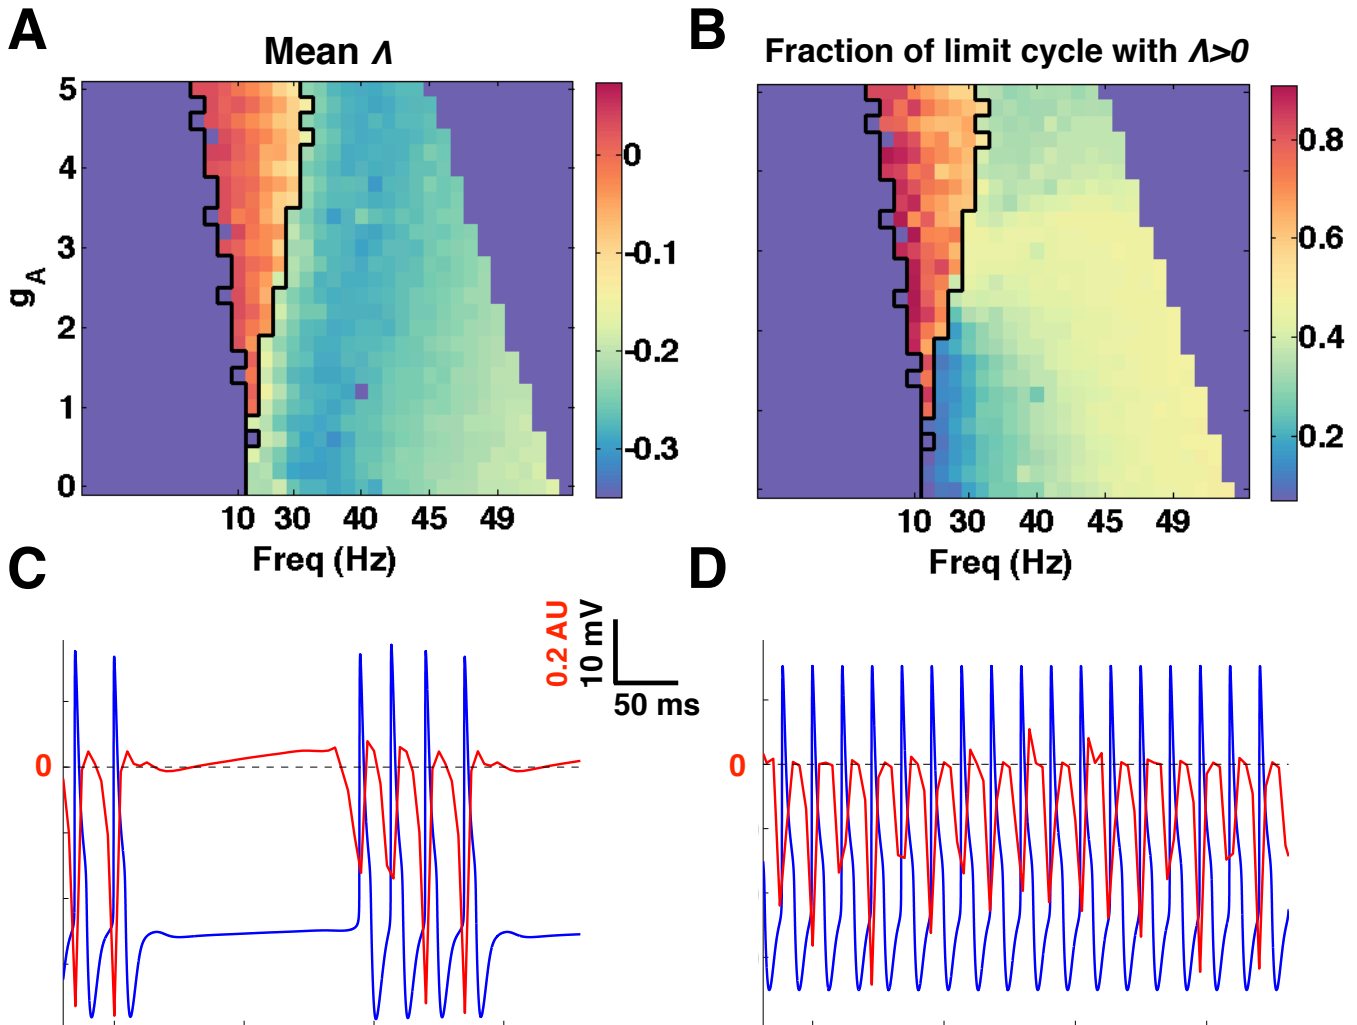 A
Mean Λ
B
Fraction of limit cycle with Λ>0
5
4
3
2
1
0
g_A
10 30 40 45 49
Freq (Hz)
0
-0.1
-0.2
-0.3
10 30 40 45 49
Freq (Hz)
0.8
0.6
0.4
0.2
C
0.2 AU
10 mV
50 ms
0
D
0